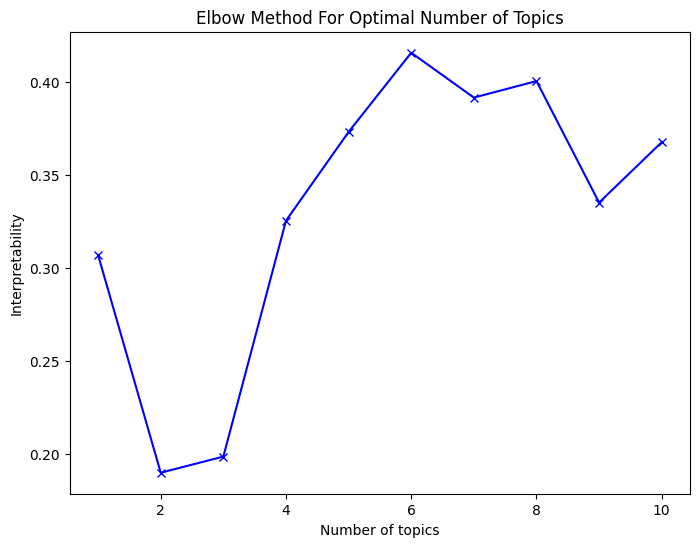 Elbow Method For Optimal Number of Topics
0.40
0.35
0.30
0.25
0.20
Interpretability
2 4 6 8 10
Number of topics